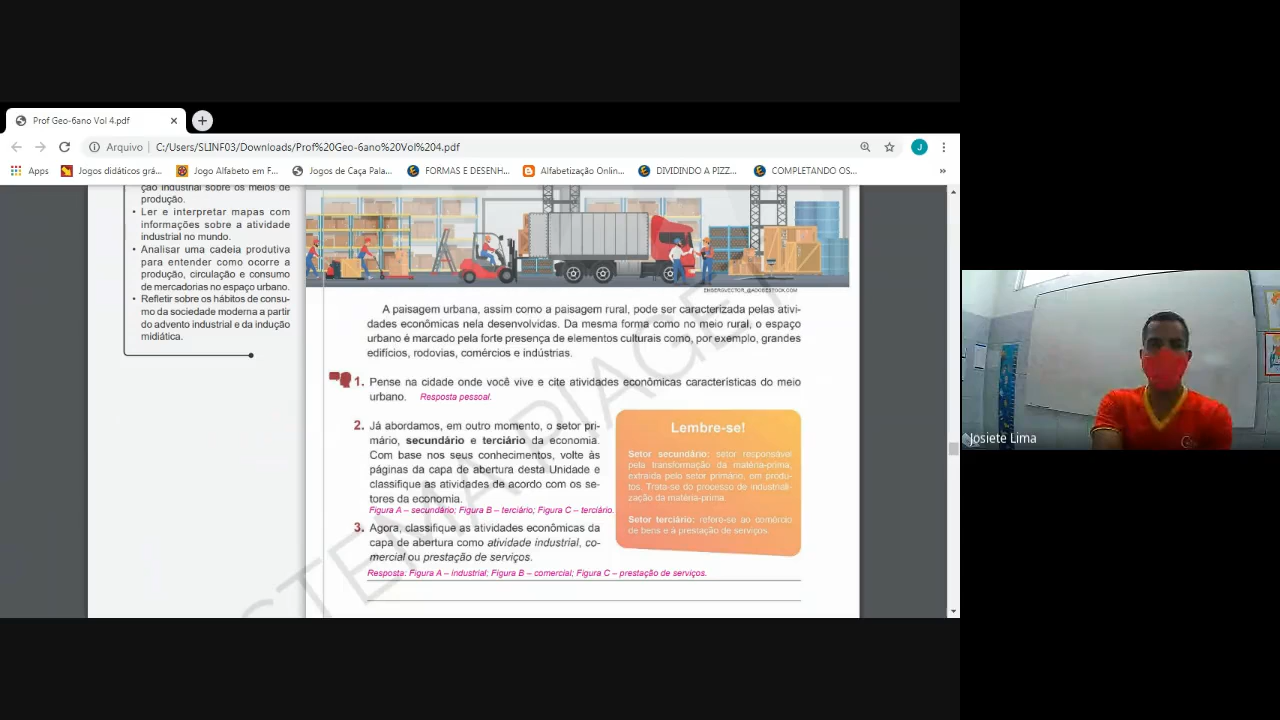 Prof Geo-6ano Vol 4.pdf
Arquivo
C:/Users/SLINF03/Downloads/Prof%20Geo-6ano%20Vol%204.pdf
J
Apps
Jogos didáticos grá...
Jogo Alfabeto em F...
Jogos de Caça Pala...
FORMAS E DESENH...
Alfabetização Onlin...
DIVIDINDO A PIZZ...
COMPLETANDO OS...
»
ção industrial sobre os meios de
produção.
• Ler e interpretar mapas com
informações sobre a atividade
industrial no mundo.
• Analisar uma cadeia produtiva
para entender como ocorre a
produção, circulação e consumo
de mercadorias no espaço urbano.
• Refletir sobre os hábitos de consu-
mo da sociedade moderna a partir
do advento industrial e da indução
midiática.
A paisagem urbana, assim como a paisagem rural, pode ser caracterizada pelas ativi-
dades econômicas nela desenvolvidas. Da mesma forma como no meio rural, o espaço
urbano é marcado pela forte presença de elementos culturais como, por exemplo, grandes
edifícios, rodovias, comércios e indústrias.
1. Pense na cidade onde você vive e cite atividades econômicas características do meio
urbano. Resposta pessoal.
2. Já abordamos, em outro momento, o setor pri-
mário, secundário e terciário da economia.
Com base nos seus conhecimentos, volte às
páginas da capa de abertura desta Unidade e
classifique as atividades de acordo com os se-
tores da economia.
Figura A – secundário; Figura B – terciário; Figura C – terciário.
3. Agora, classifique as atividades econômicas da
capa de abertura como atividade industrial, co-
mercial ou prestação de serviços.
Resposta: Figura A – industrial; Figura B – comercial; Figura C – prestação de serviços.
Lembre-se!
Setor secundário: setor responsável
pela transformação da matéria-prima,
extraída pelo setor primário, em produ-
tos. Trata-se do processo de industriali-
zação da matéria-prima.
Setor terciário: refere-se ao comércio
de bens e à prestação de serviços.
Josiete Lima